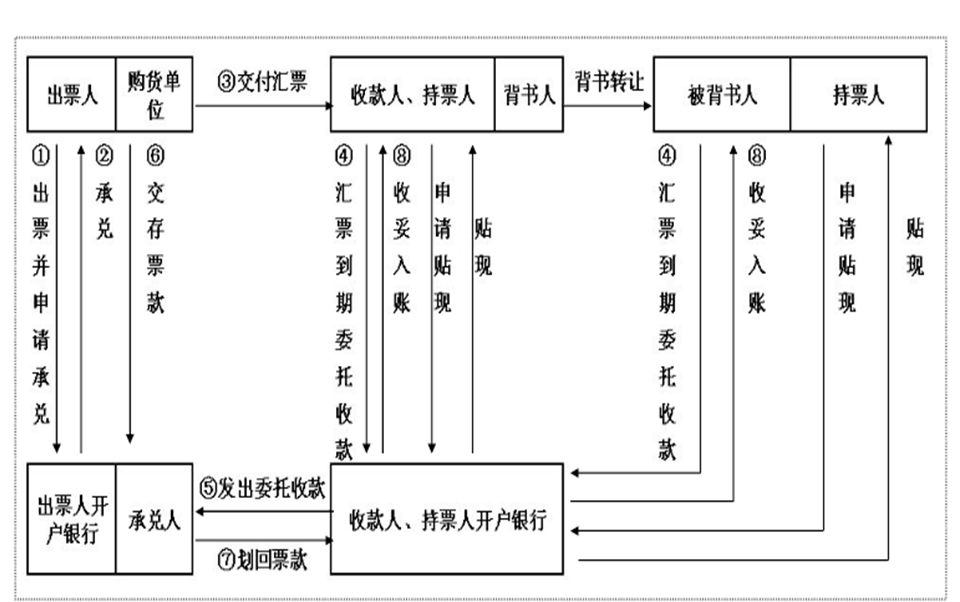 出票人
购货单
位
③交付汇票
收款人、持票人
背书人
背书转让
被背书人
持票人
①出票并申请承兑
②承兑
⑥交存票款
④汇票到期委托收款
⑧收妥入账
申请贴现
贴现
④汇票到期委托收款
⑧收妥入账
申请贴现
贴现
出票人开
户银行
承兑人
⑤发出委托收款
⑦划回票款
收款人、持票人开户银行